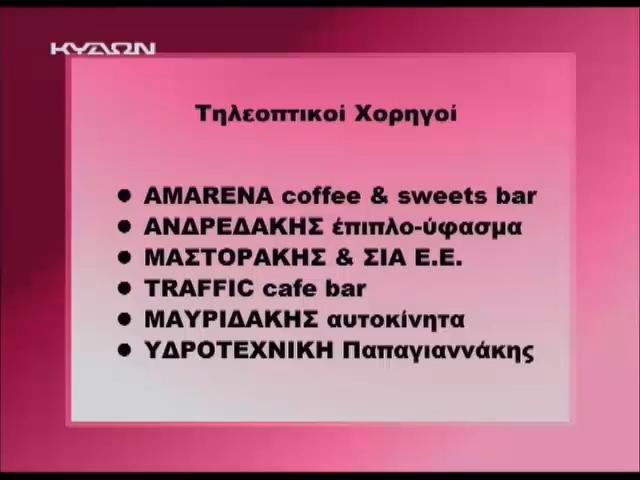 ΚΥΔΩΝ
Τηλεοπτικοί Χορηγοί
● AMARENA coffee & sweets bar
● ΑΝΔΡΕΔΑΚΗΣ έπιπλο-ύφασμα
● ΜΑΣΤΟΡΑΚΗΣ & ΣΙΑ Ε.Ε.
● TRAFFIC cafe bar
● ΜΑΥΡΙΔΑΚΗΣ αυτοκίνητα
● ΥΔΡΟΤΕΧΝΙΚΗ Παπαγιαννάκης